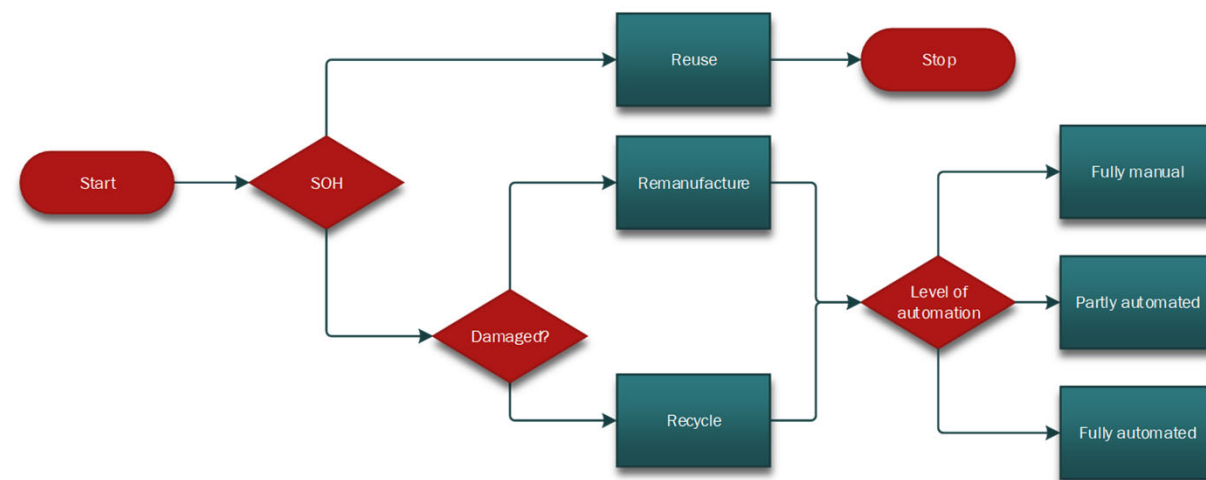 Reuse
Stop
Start
SOH
Remanufacture
Fully manual
Level of
automation
Partly automated
Damaged?
Recycle
Fully automated